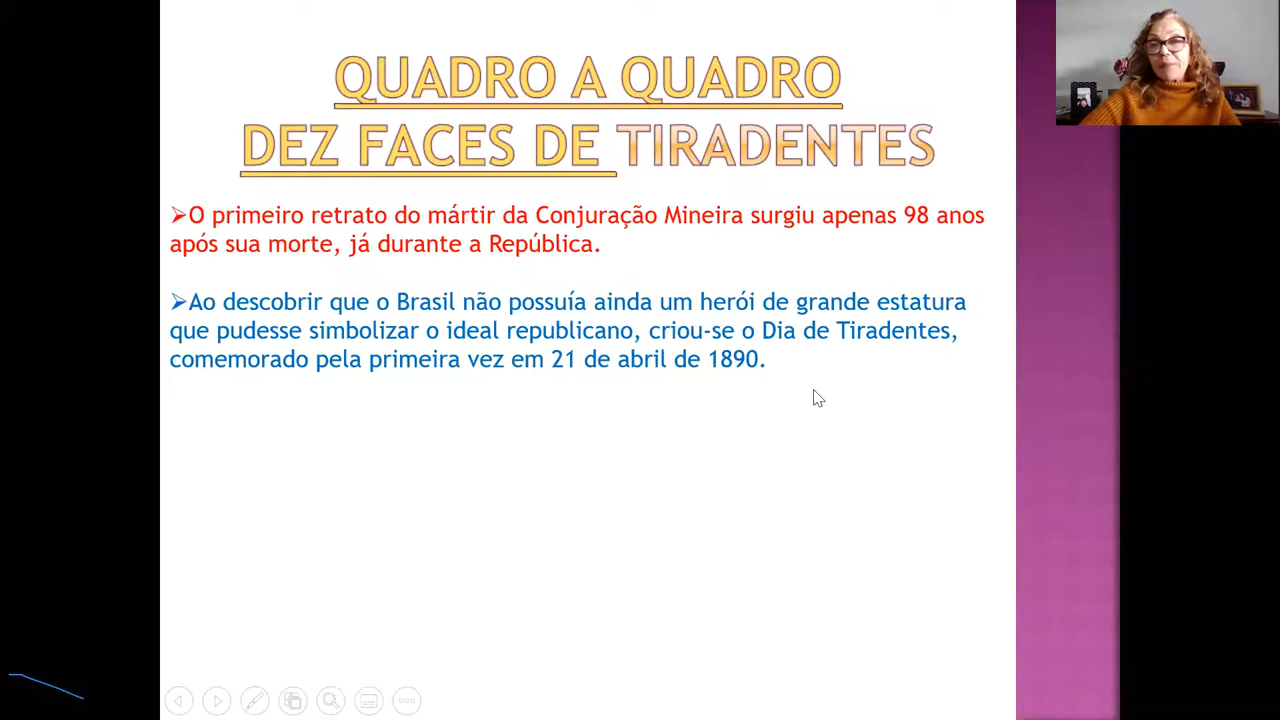 QUADRO A QUADRO
DEZ FACES DE TIRADENTES
➢O primeiro retrato do mártir da Conjuração Mineira surgiu apenas 98 anos
após sua morte, já durante a República.
➢Ao descobrir que o Brasil não possuía ainda um herói de grande estatura
que pudesse simbolizar o ideal republicano, criou-se o Dia de Tiradentes,
comemorado pela primeira vez em 21 de abril de 1890.